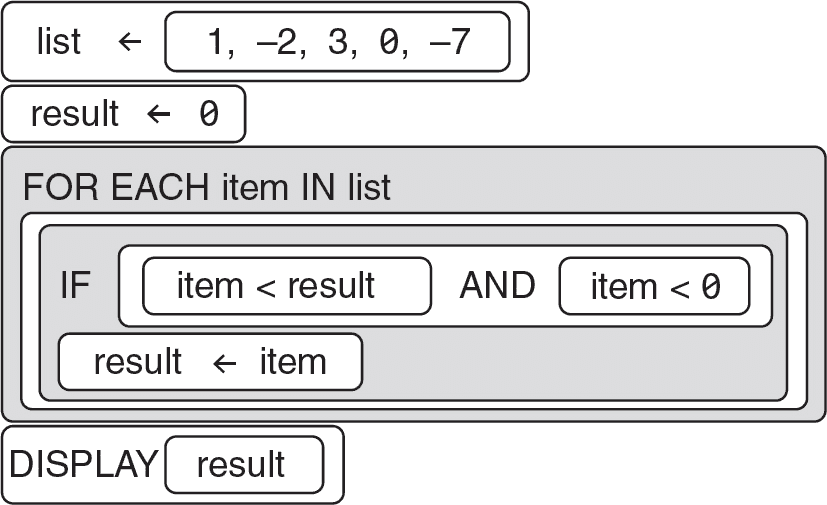 list ← 1, –2, 3, 0, –7
result ← 0
FOR EACH item IN list
IF item < result AND item < 0
result ← item
DISPLAY result